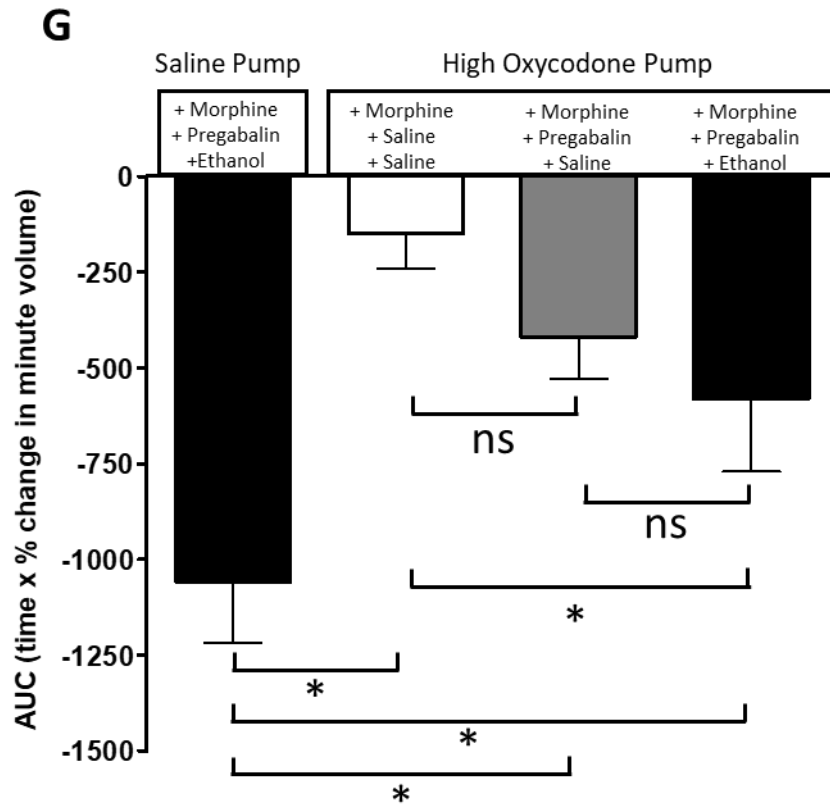 G
Saline Pump
High Oxycodone Pump
+ Morphine
+ Pregabalin
+Ethanol
+ Morphine
+ Saline
+ Saline
+ Morphine
+ Pregabalin
+ Saline
+ Morphine
+ Pregabalin
+ Ethanol
AUC (time x % change in minute volume)
0
-250
-500
-750
-1000
-1250
-1500
ns
ns
*
*
*
*